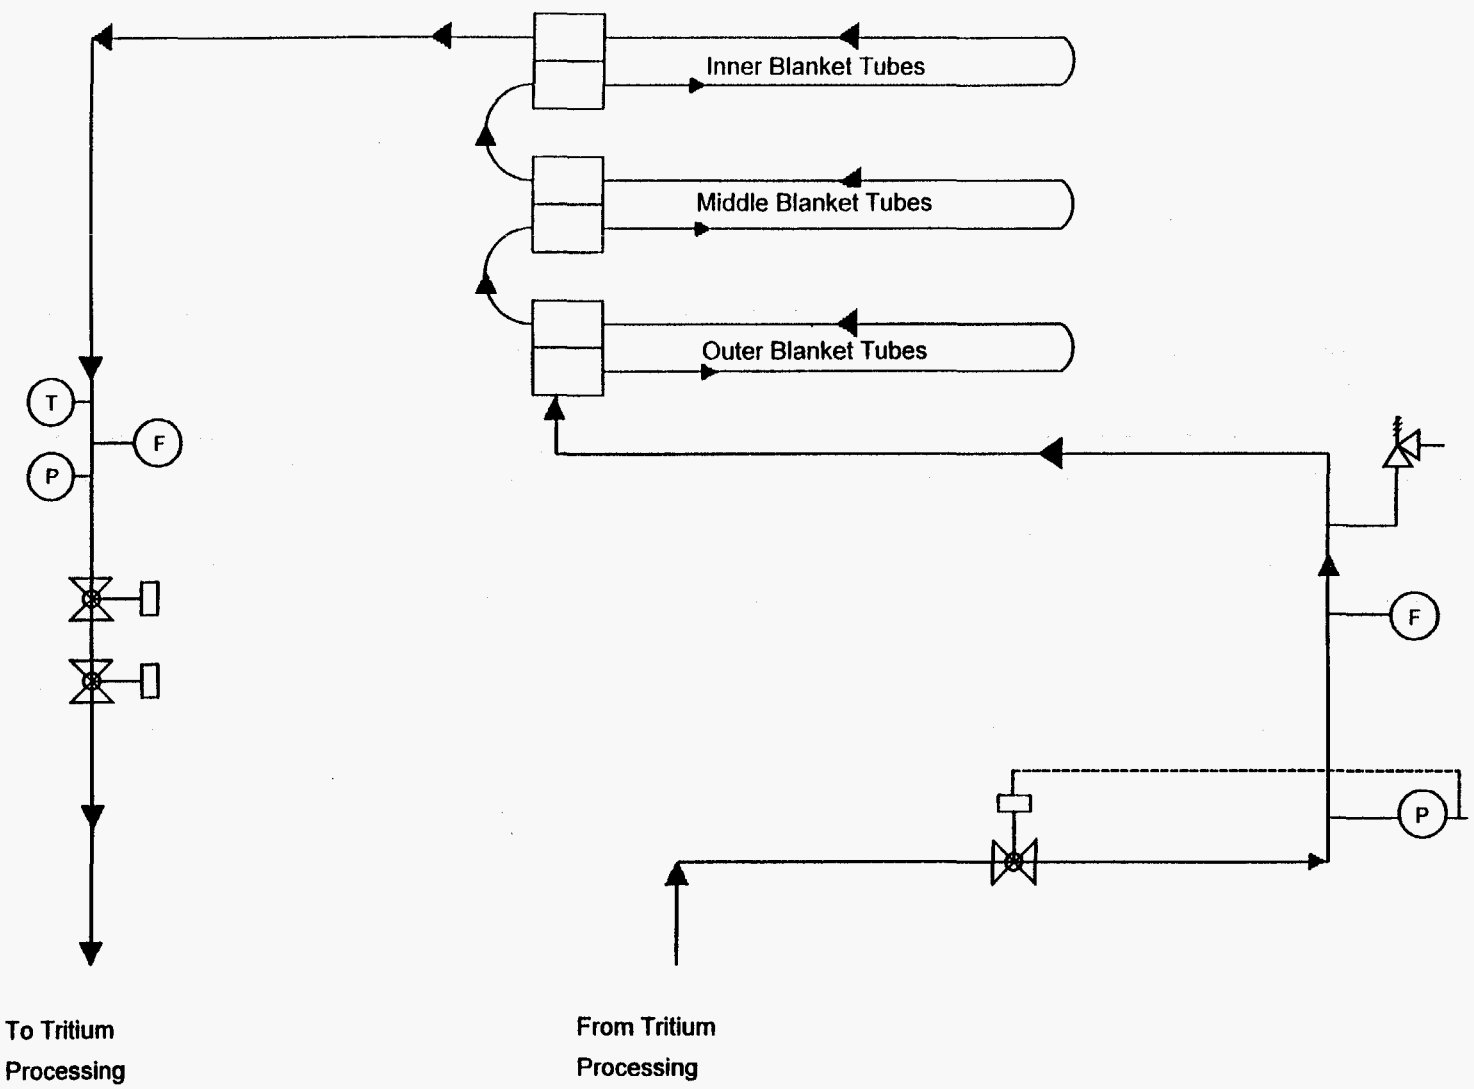 Inner Blanket Tubes
Middle Blanket Tubes
Outer Blanket Tubes
T
F
P
F
P
To Tritium
Processing
From Tritium
Processing